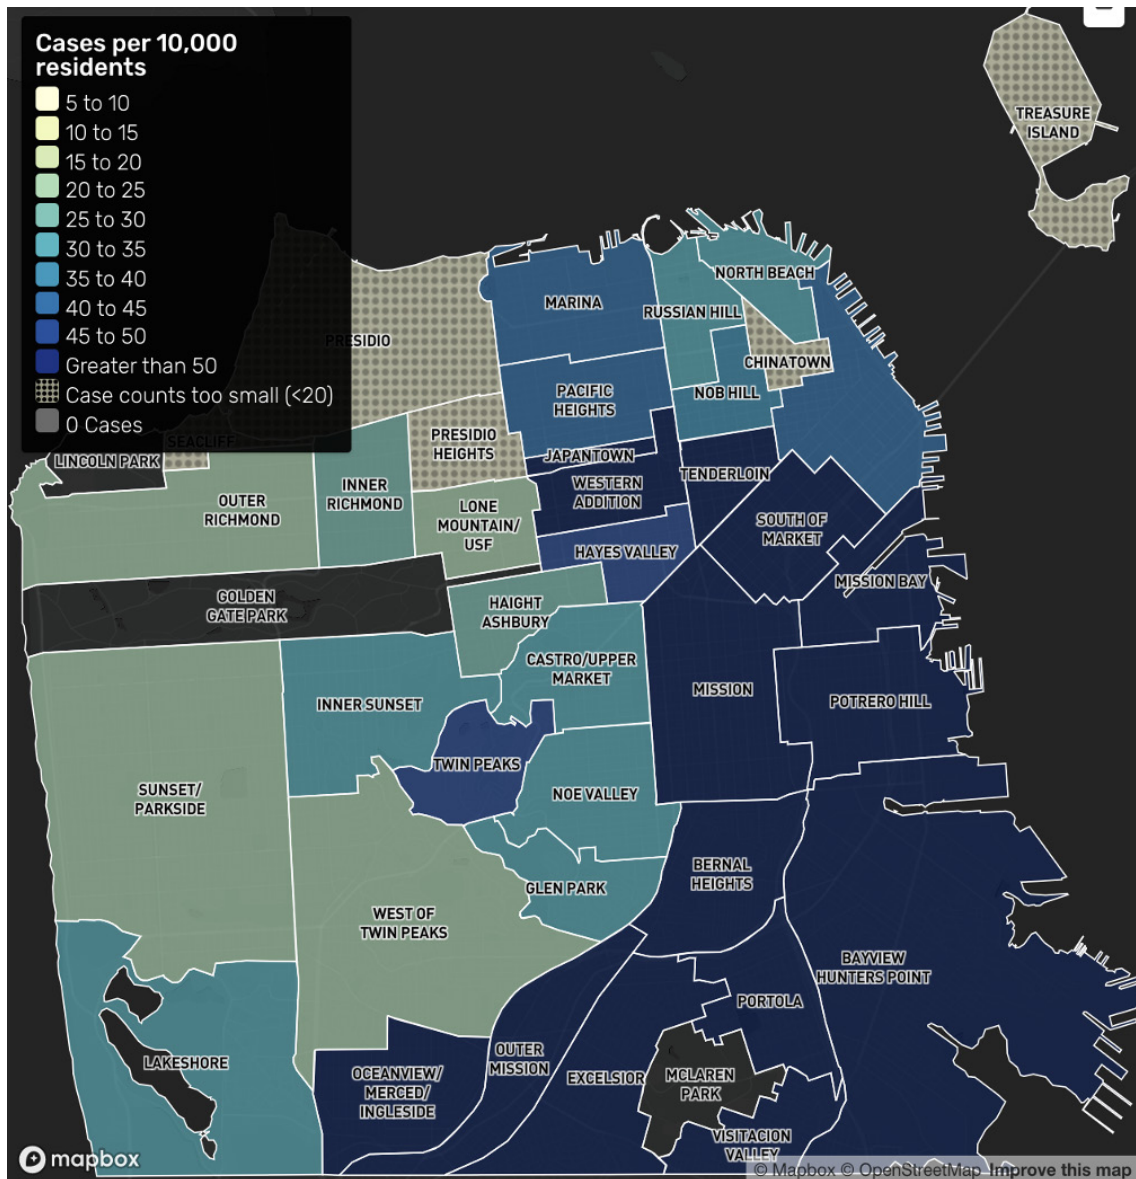 Cases per 10,000
residents
5 to 10
10 to 15
15 to 20
20 to 25
25 to 30
30 to 35
35 to 40
40 to 45
45 to 50
Greater than 50
Case counts too small (<20)
0 Cases
TREASURE
ISLAND
NORTH BEACH
MARINA
RUSSIAN HILL
PRESIDIO
CHINATOWN
PACIFIC
HEIGHTS
NOB HILL
SEACLIFF
PRESIDIO
HEIGHTS
JAPANTOWN
LINCOLN PARK
TENDERLOIN
WESTERN
ADDITION
INNER
RICHMOND
OUTER
RICHMOND
LONE
MOUNTAIN/
USF
SOUTH OF
MARKET
HAYES VALLEY
MISSION BAY
GOLDEN
GATE PARK
HAIGHT
ASHBURY
CASTRO/UPPER
MARKET
MISSION
POTRERO HILL
INNER SUNSET
TWIN PEAKS
SUNSET/
PARKSIDE
NOE VALLEY
BERNAL
HEIGHTS
GLEN PARK
WEST OF
TWIN PEAKS
BAYVIEW
HUNTERS POINT
PORTOLA
LAKESHORE
OUTER
MISSION
EXCELSIOR
MCLAREN
PARK
OCEANVIEW/
MERCED/
INGLESIDE
VISITACION
VALLEY
mapbox
© Mapbox © OpenStreetMap Improve this map